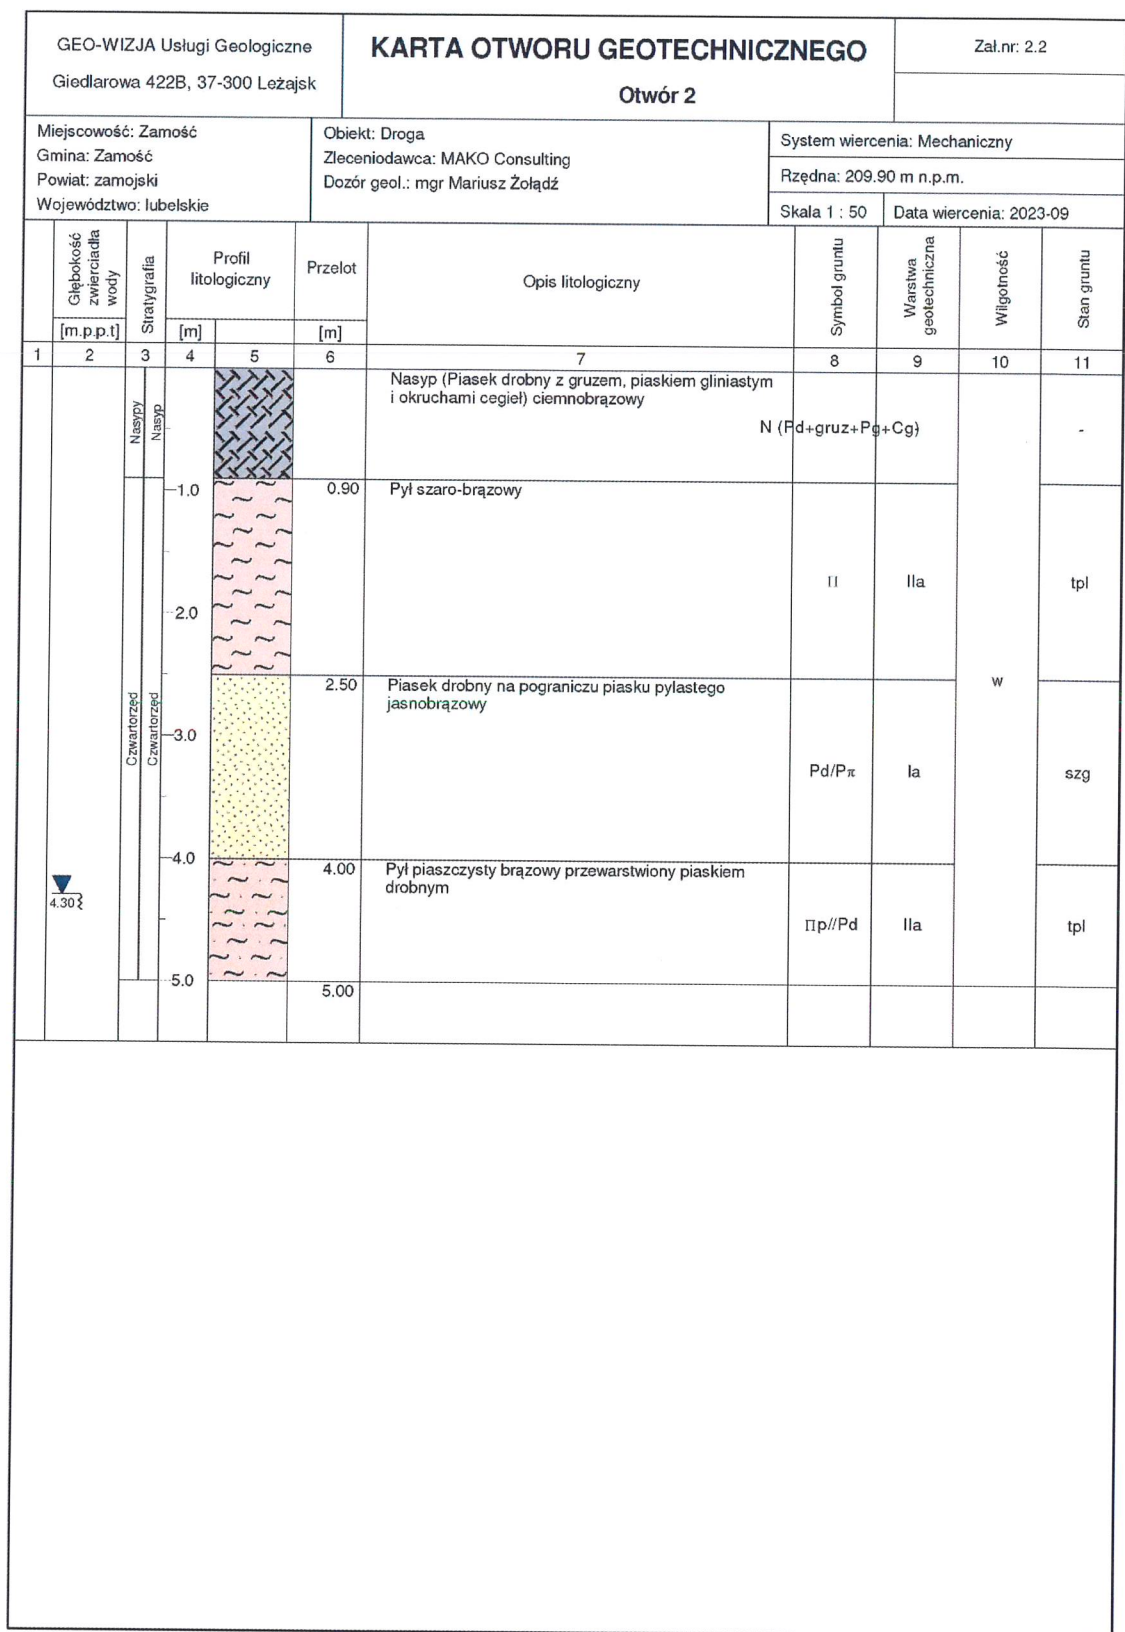 GEO-WIZJA Usługi Geologiczne
Giedlarowa 422B, 37-300 Leżajsk
KARTA OTWORU GEOTECHNICZNEGO
Otwór 2
Zał.nr: 2.2
Miejscowość: Zamość
Gmina: Zamość
Powiat: zamojski
Województwo: lubelskie
Obiekt: Droga
Zleceniodawca: MAKO Consulting
Dozór geol.: mgr Mariusz Żołądź
System wiercenia: Mechaniczny
Rzędna: 209.90 m n.p.m.
Skala 1 : 50
Data wiercenia: 2023-09
Głębokość
zwierciadła
wody
[m.p.p.t]
Stratygrafia
Profil
litologiczny
[m]
Przelot
[m]
Opis litologiczny
Symbol gruntu
Warstwa
geotechniczna
Wilgotność
Stan gruntu
1 2 3 4 5 6 7 8 9 10 11
Nasypy
Nasyp
Nasyp (Piasek drobny z gruzem, piaskiem gliniastym
i okruchami cegieł) ciemnobrązowy
N (Pd+gruz+Pg+Cg)
-
1.0
0.90
Pył szaro-brązowy
Π
IIa
tpl
2.0
2.50
Piasek drobny na pograniczu piasku pylastego
jasnobrązowy
w
Czwartorzęd
Czwartorzęd
3.0
Pd/Pπ
Ia
szg
4.0
4.00
Pył piaszczysty brązowy przewarstwiony piaskiem
drobnym
4.30
Πp//Pd
IIa
tpl
5.0
5.00